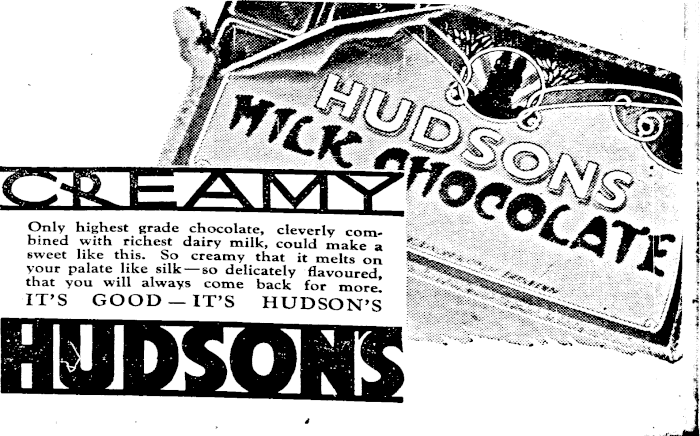 HUDSONS
MILK CHOCOLATE
CREAMY
Only highest grade chocolate, cleverly com-
bined with richest dairy milk, could make a
sweet like this. So creamy that it melts on
your palate like silk—so delicately flavoured,
that you will always come back for more.
IT'S GOOD — IT'S HUDSON'S
HUDSON'S